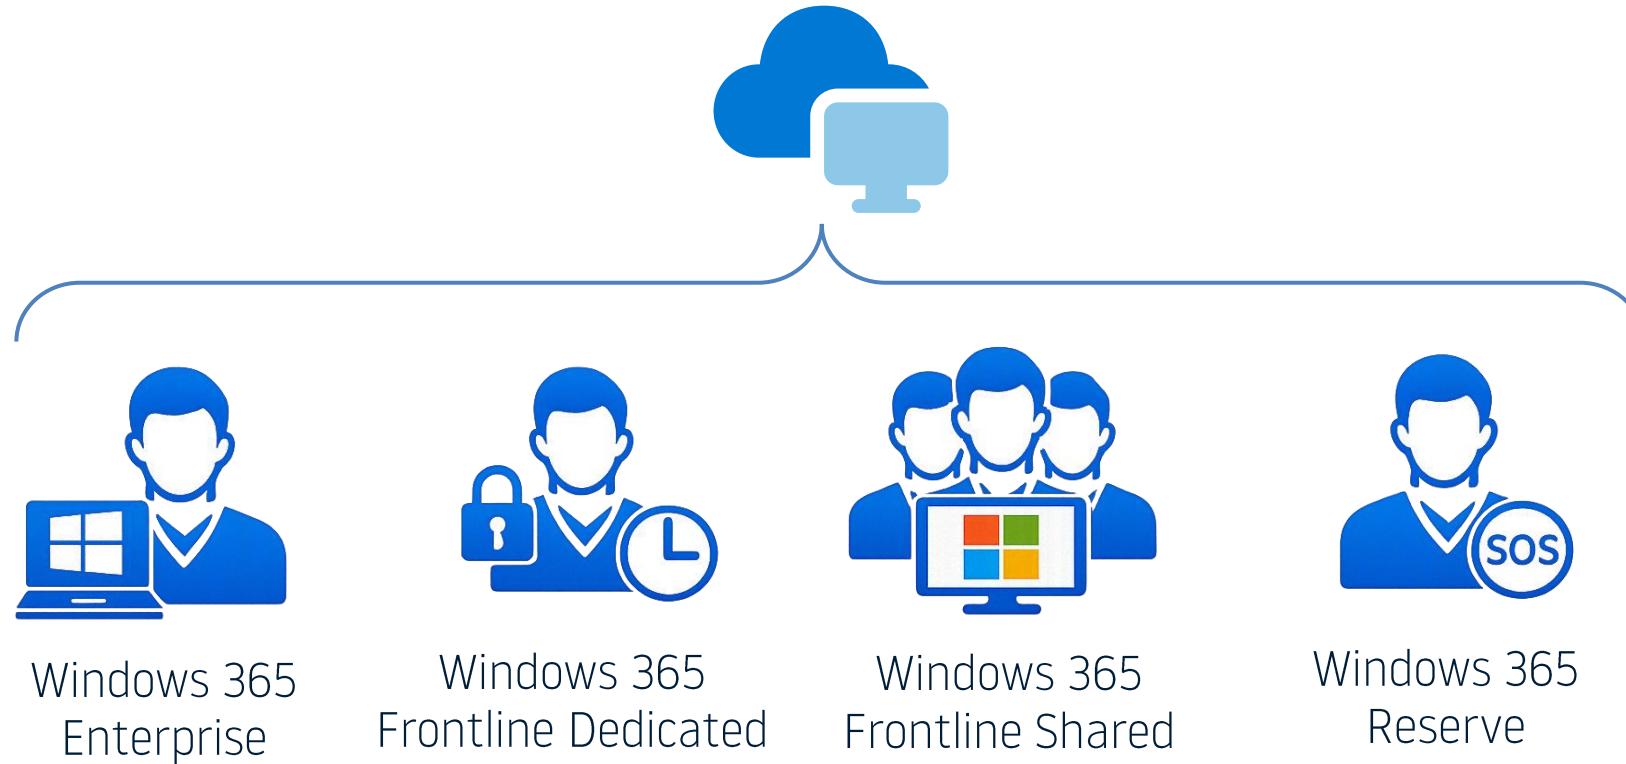 SOS
Windows 365
Enterprise
Windows 365
Frontline Dedicated
Windows 365
Frontline Shared
Windows 365
Reserve